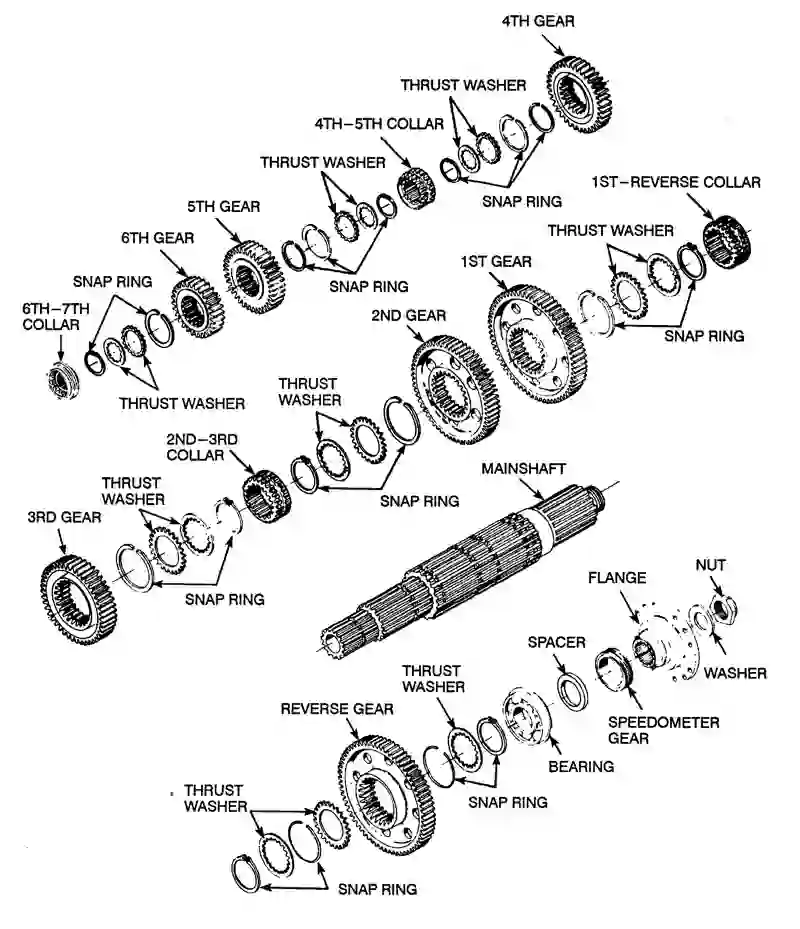 4TH GEAR
THRUST WASHER
4TH–5TH COLLAR
THRUST WASHER
SNAP RING
1ST–REVERSE COLLAR
5TH GEAR
THRUST WASHER
6TH GEAR
1ST GEAR
SNAP RING
SNAP RING
6TH–7TH
COLLAR
2ND GEAR
SNAP RING
THRUST WASHER
THRUST
WASHER
2ND–3RD
COLLAR
MAINSHAFT
THRUST
WASHER
SNAP RING
3RD GEAR
SNAP RING
NUT
FLANGE
SPACER
WASHER
THRUST
WASHER
REVERSE GEAR
SPEEDOMETER
GEAR
BEARING
THRUST
WASHER
SNAP RING
SNAP RING